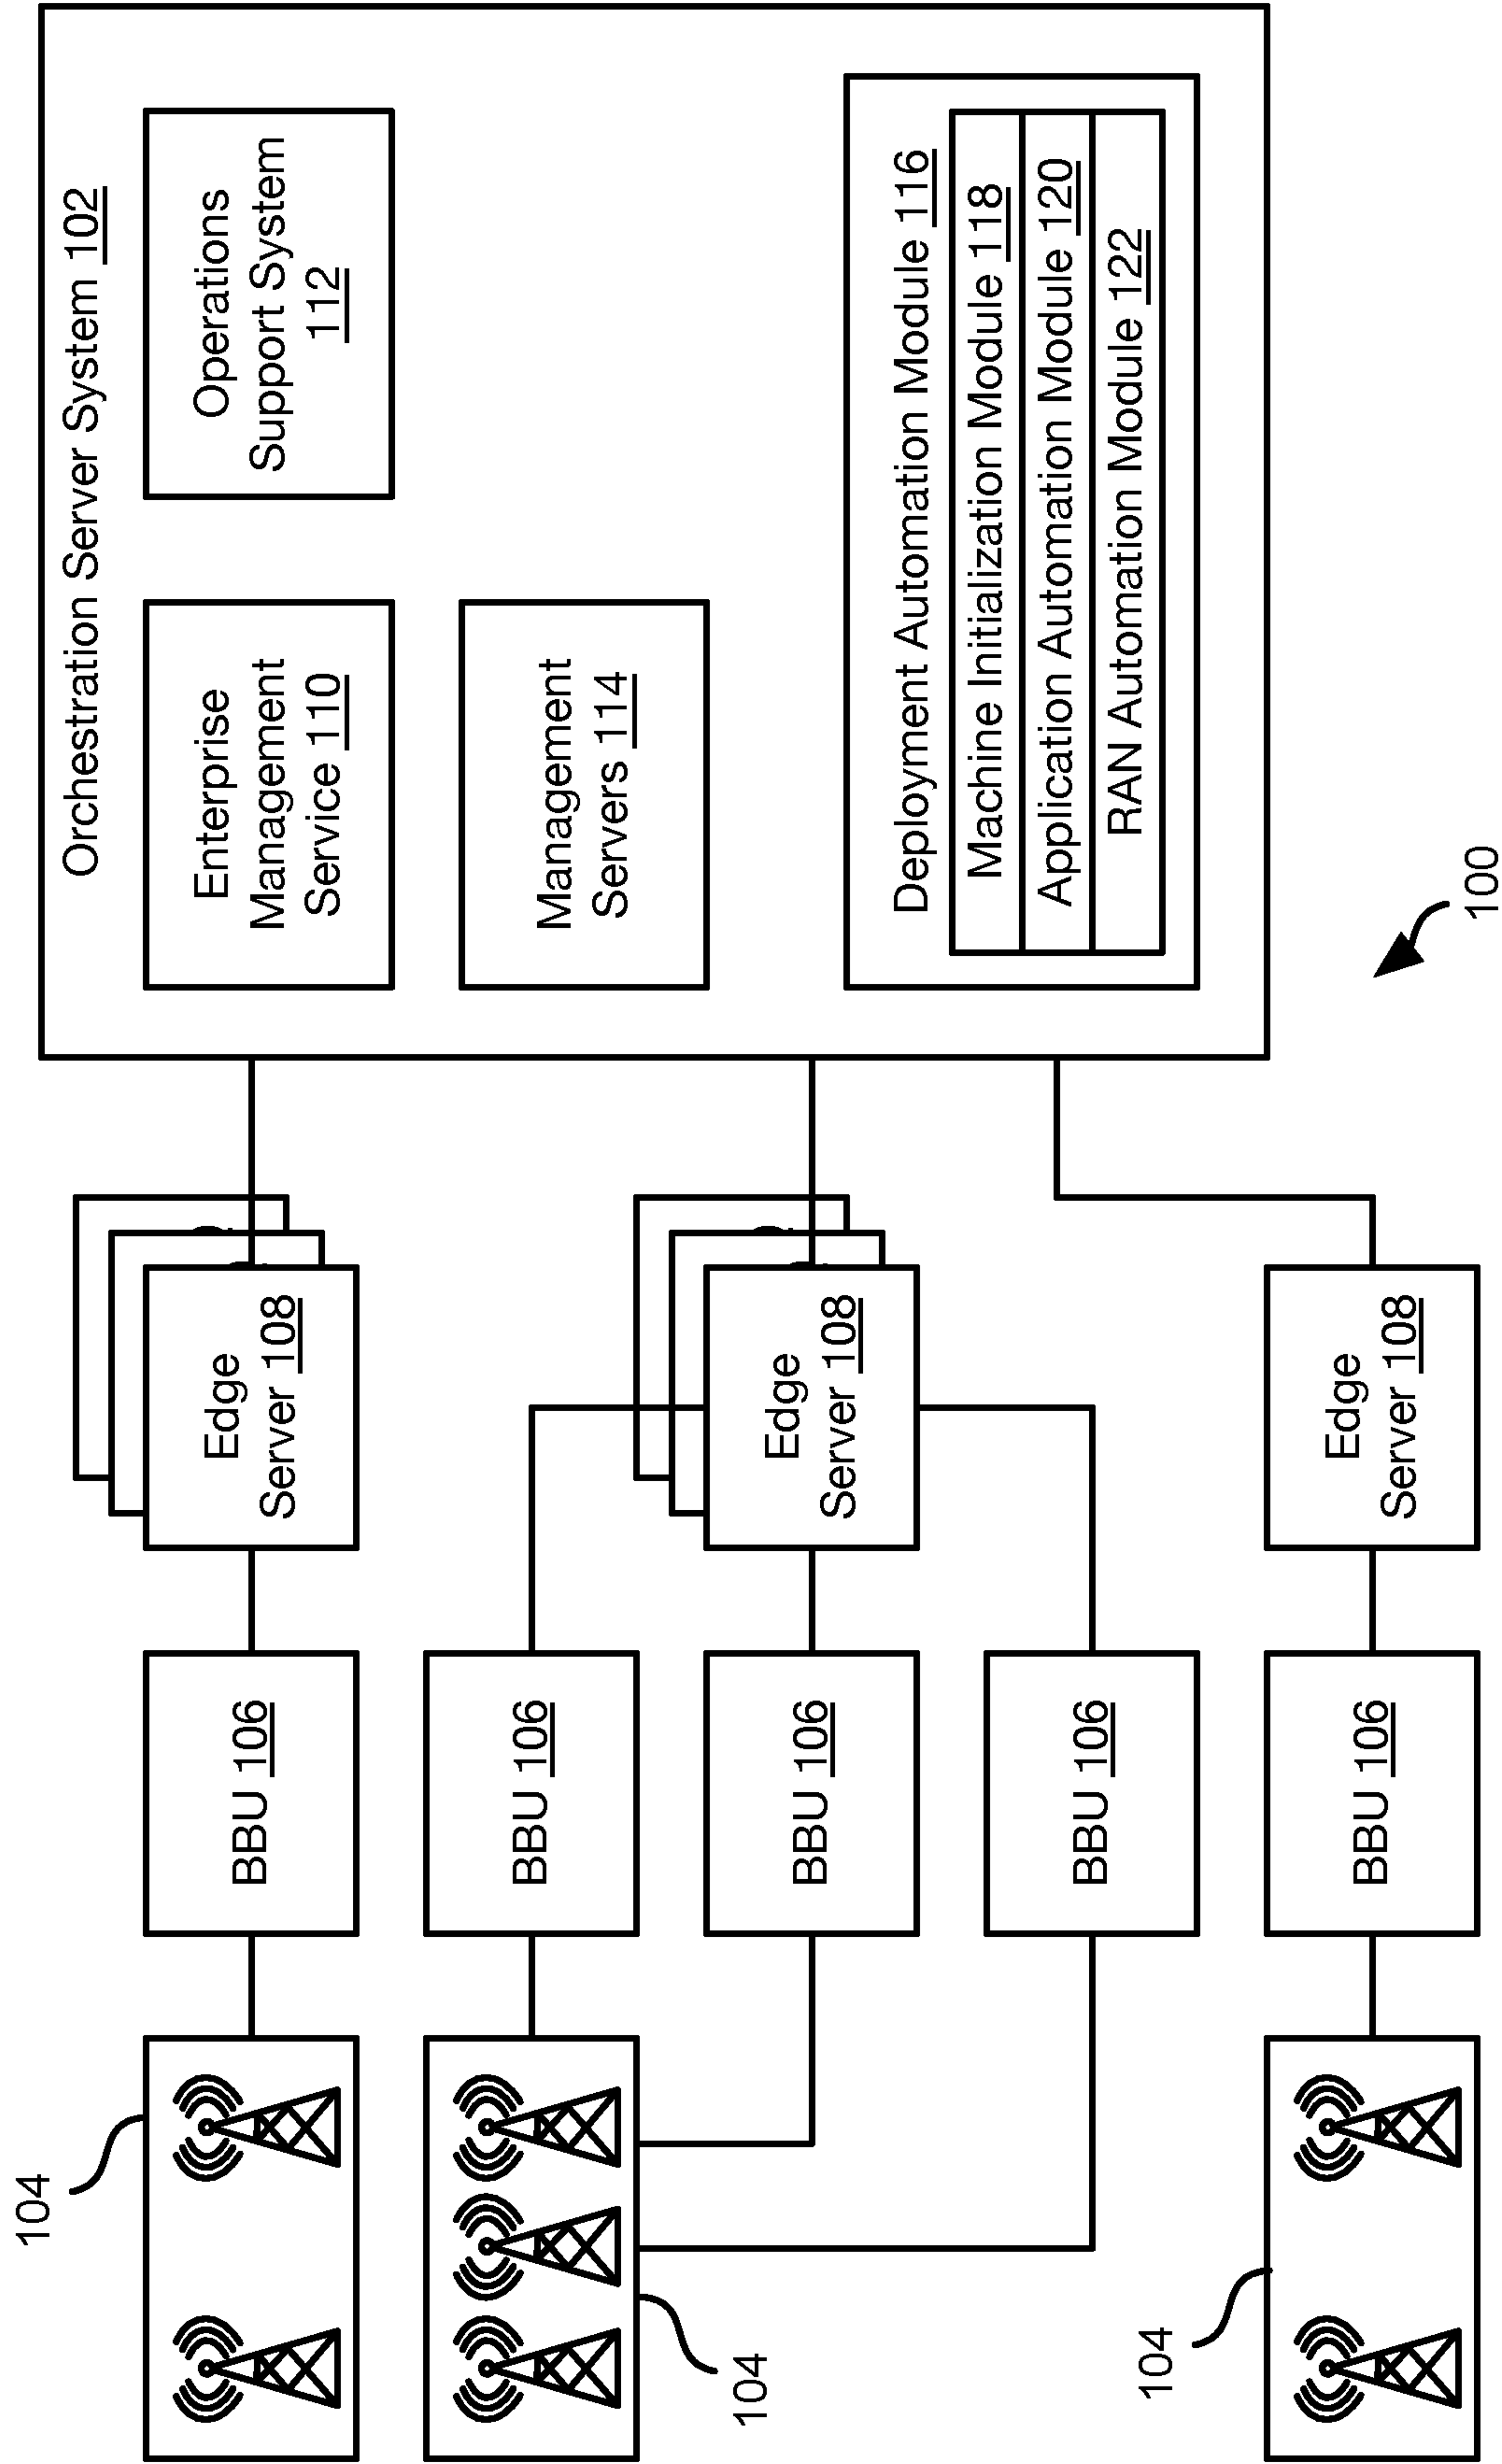 Orchestration Server System 102
Enterprise
Management
Service 110
Operations
Support System
112
Management
Servers 114
Deployment Automation Module 116
Machine Initialization Module 118
Application Automation Module 120
RAN Automation Module 122
Edge
Server 108
Edge
Server 108
Edge
Server 108
BBU 106
BBU 106
BBU 106
BBU 106
BBU 106
104
104
104
100